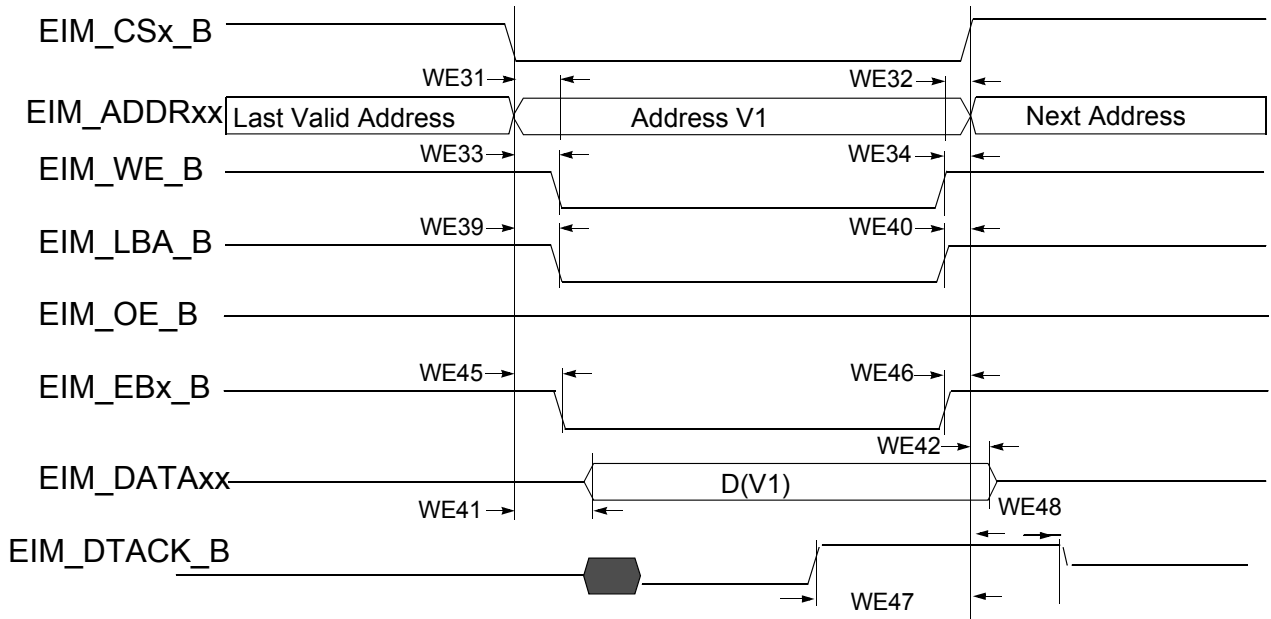 EIM_CSx_B
WE31
WE32
EIM_ADDRxx
Last Valid Address
Address V1
Next Address
WE33
WE34
EIM_WE_B
WE39
WE40
EIM_LBA_B
EIM_OE_B
WE45
WE46
EIM_EBx_B
WE42
EIM_DATAxx
D(V1)
WE41
WE48
EIM_DTACK_B
WE47